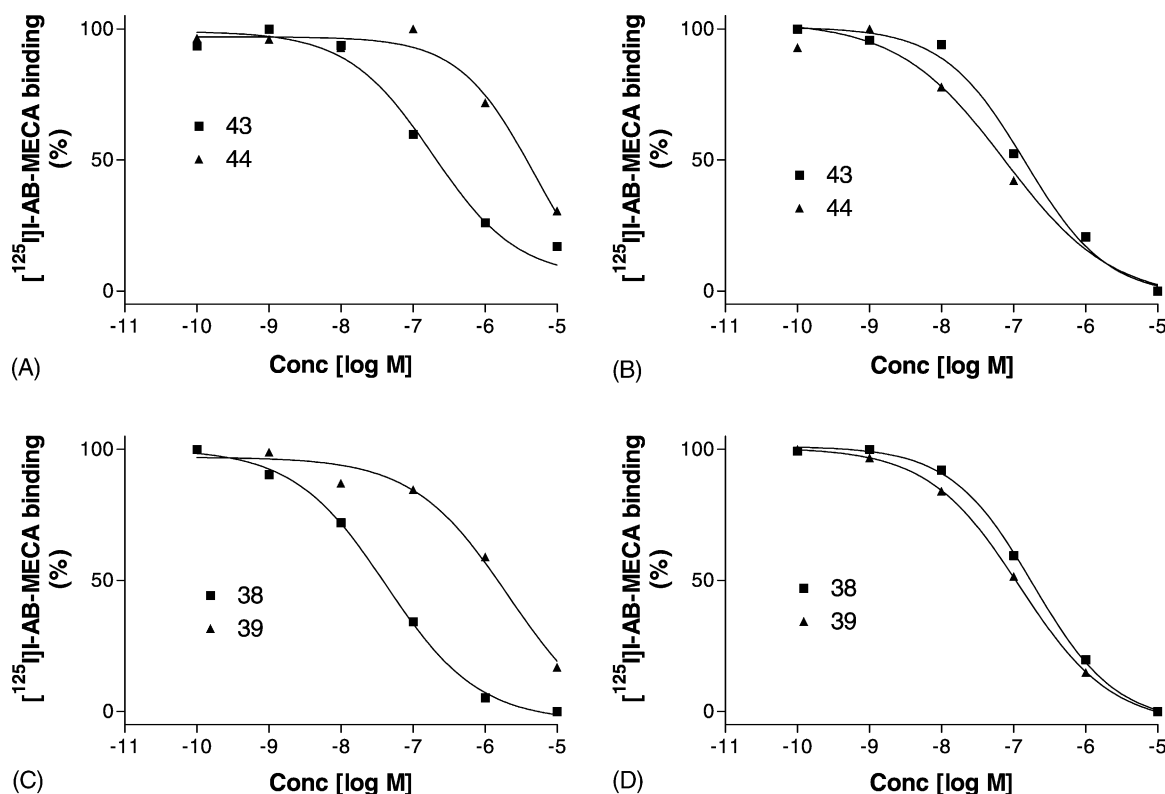 [¹²⁵I]I-AB-MECA binding
(%)
100
50
0
43
44
-11 -10 -9 -8 -7 -6 -5
Conc [log M]
(A)
[¹²⁵I]I-AB-MECA binding
(%)
100
50
0
43
44
-11 -10 -9 -8 -7 -6 -5
Conc [log M]
(B)
[¹²⁵I]I-AB-MECA binding
(%)
100
50
0
38
39
-11 -10 -9 -8 -7 -6 -5
Conc [log M]
(C)
[¹²⁵I]I-AB-MECA binding
(%)
100
50
0
38
39
-11 -10 -9 -8 -7 -6 -5
Conc [log M]
(D)